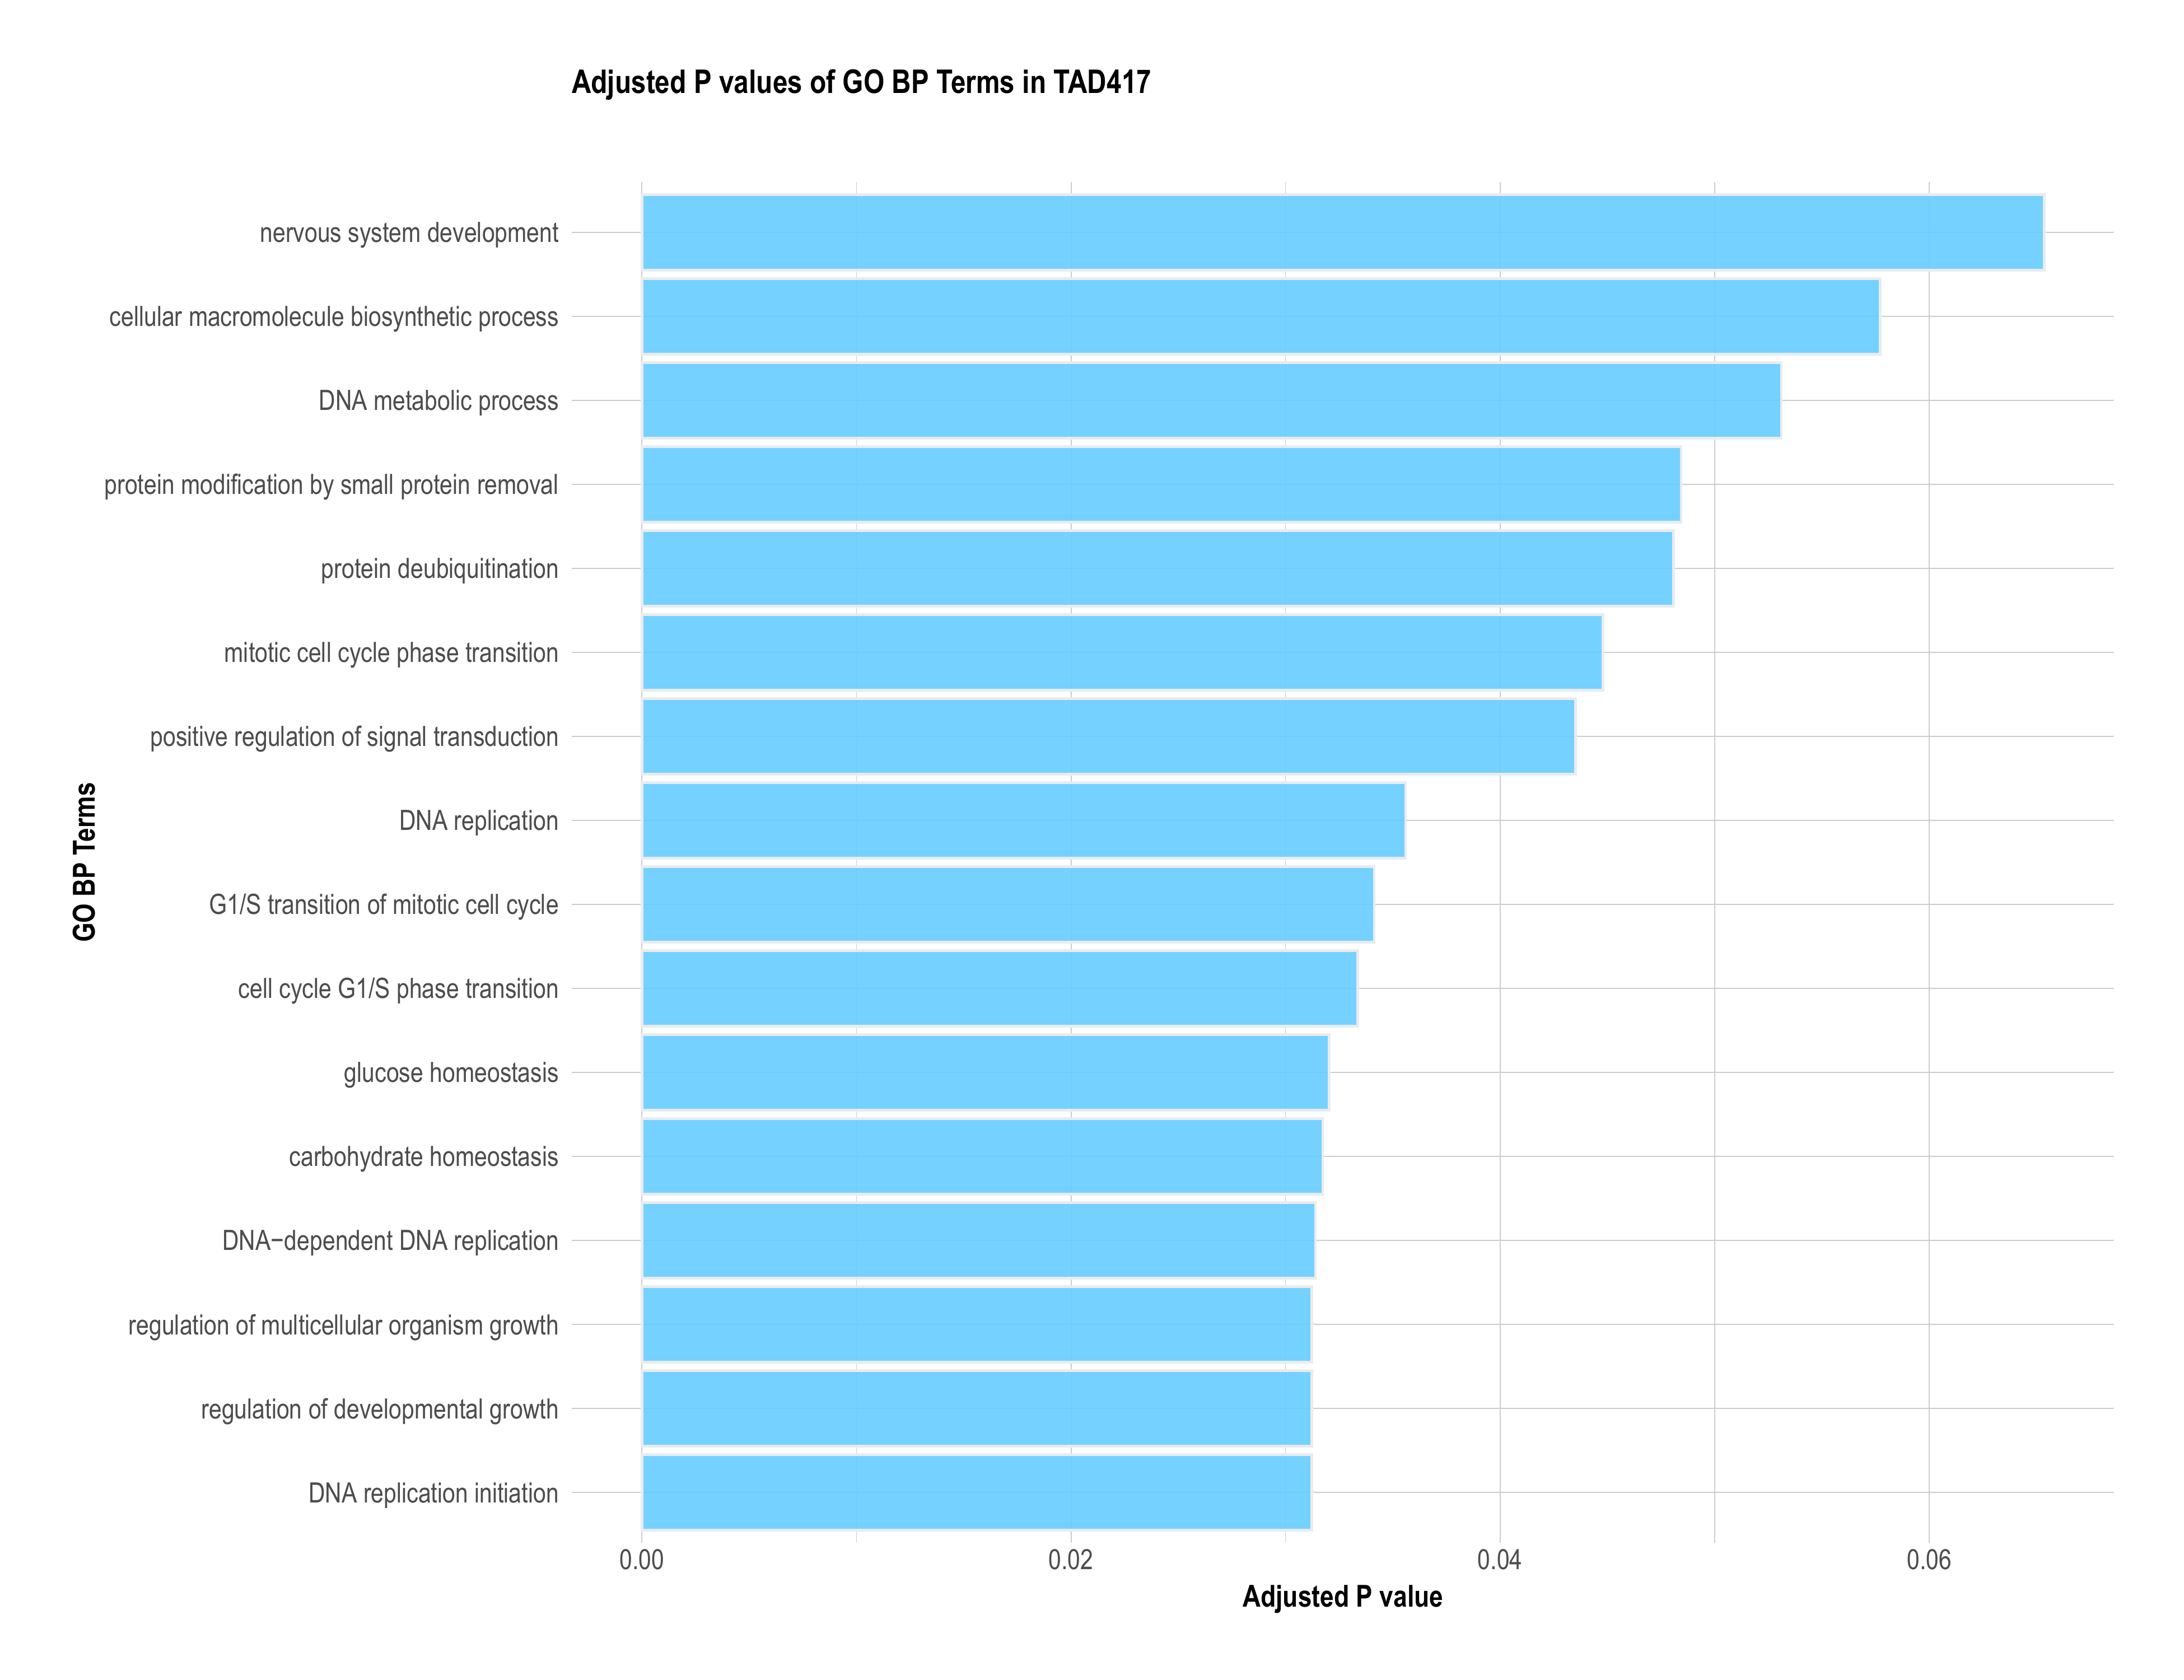 Adjusted P values of GO BP Terms in TAD417
nervous system development
cellular macromolecule biosynthetic process
DNA metabolic process
protein modification by small protein removal
protein deubiquitination
mitotic cell cycle phase transition
positive regulation of signal transduction
DNA replication
G1/S transition of mitotic cell cycle
cell cycle G1/S phase transition
glucose homeostasis
carbohydrate homeostasis
DNA−dependent DNA replication
regulation of multicellular organism growth
regulation of developmental growth
DNA replication initiation
GO BP Terms
0.00 0.02 0.04 0.06
Adjusted P value